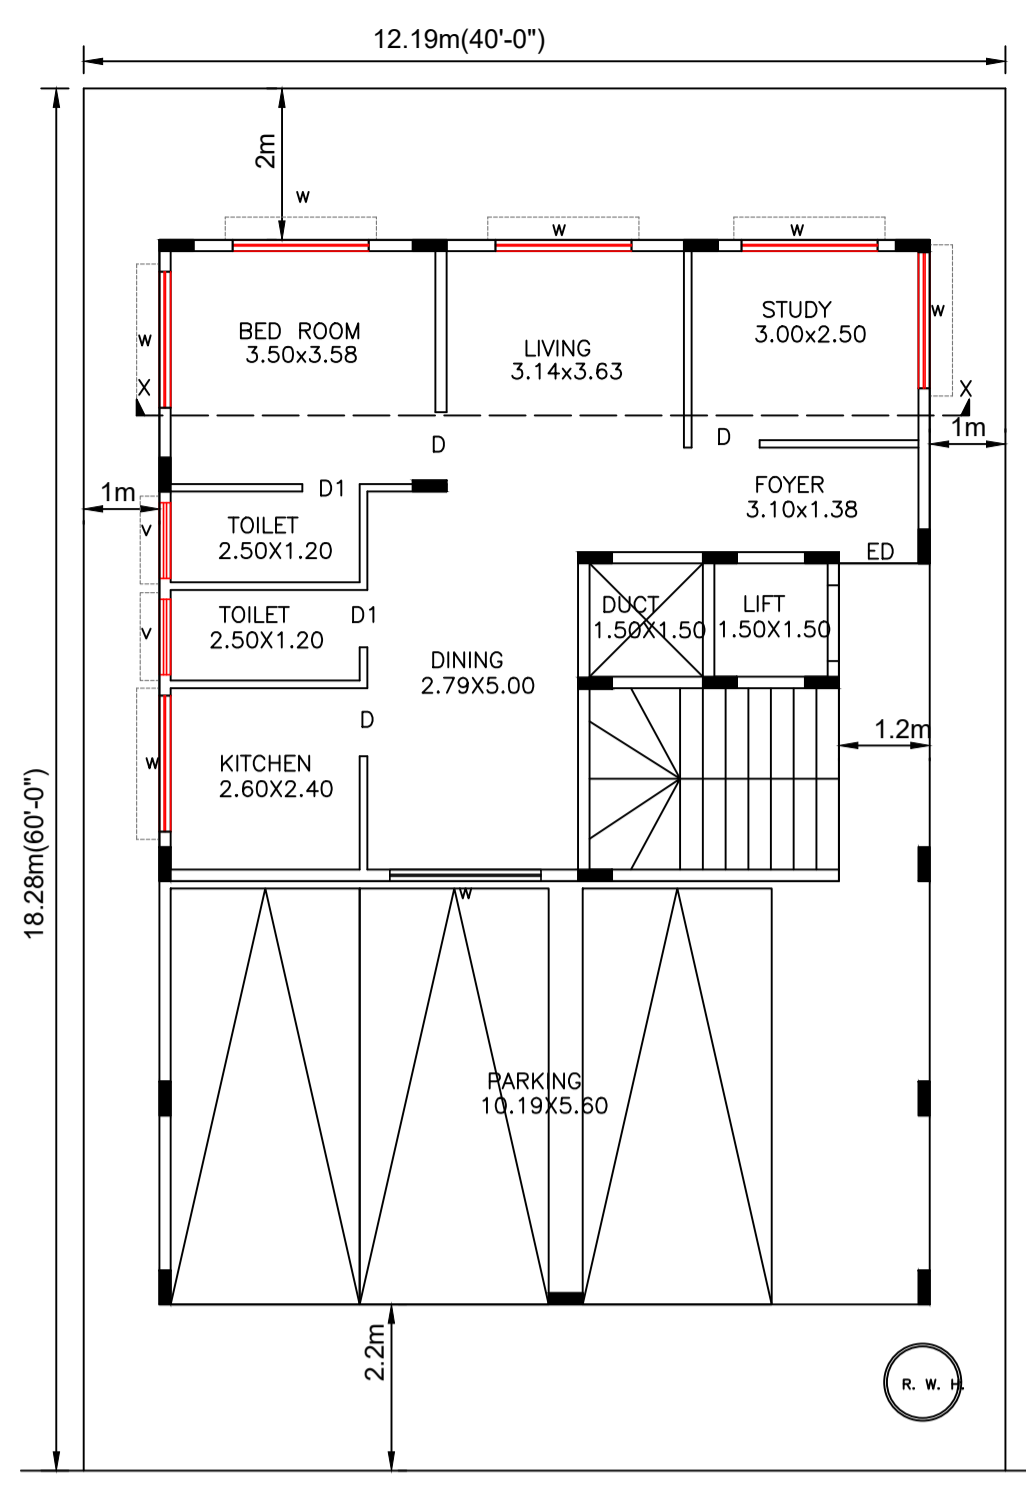 12.19m(40'-0")
2m
w
w
w
BED ROOM
3.50x3.58
LIVING
3.14x3.63
STUDY
3.00x2.50
w
w
X
X
D
D
1m
1m
D1
FOYER
3.10x1.38
V
TOILET
2.50X1.20
ED
TOILET
2.50X1.20
V
D1
DUCT
1.50X1.50
LIFT
1.50X1.50
DINING
2.79X5.00
D
1.2m
w
KITCHEN
2.60X2.40
18.28m(60'-0")
w
PARKING
10.19X5.60
2.2m
R. W. H.